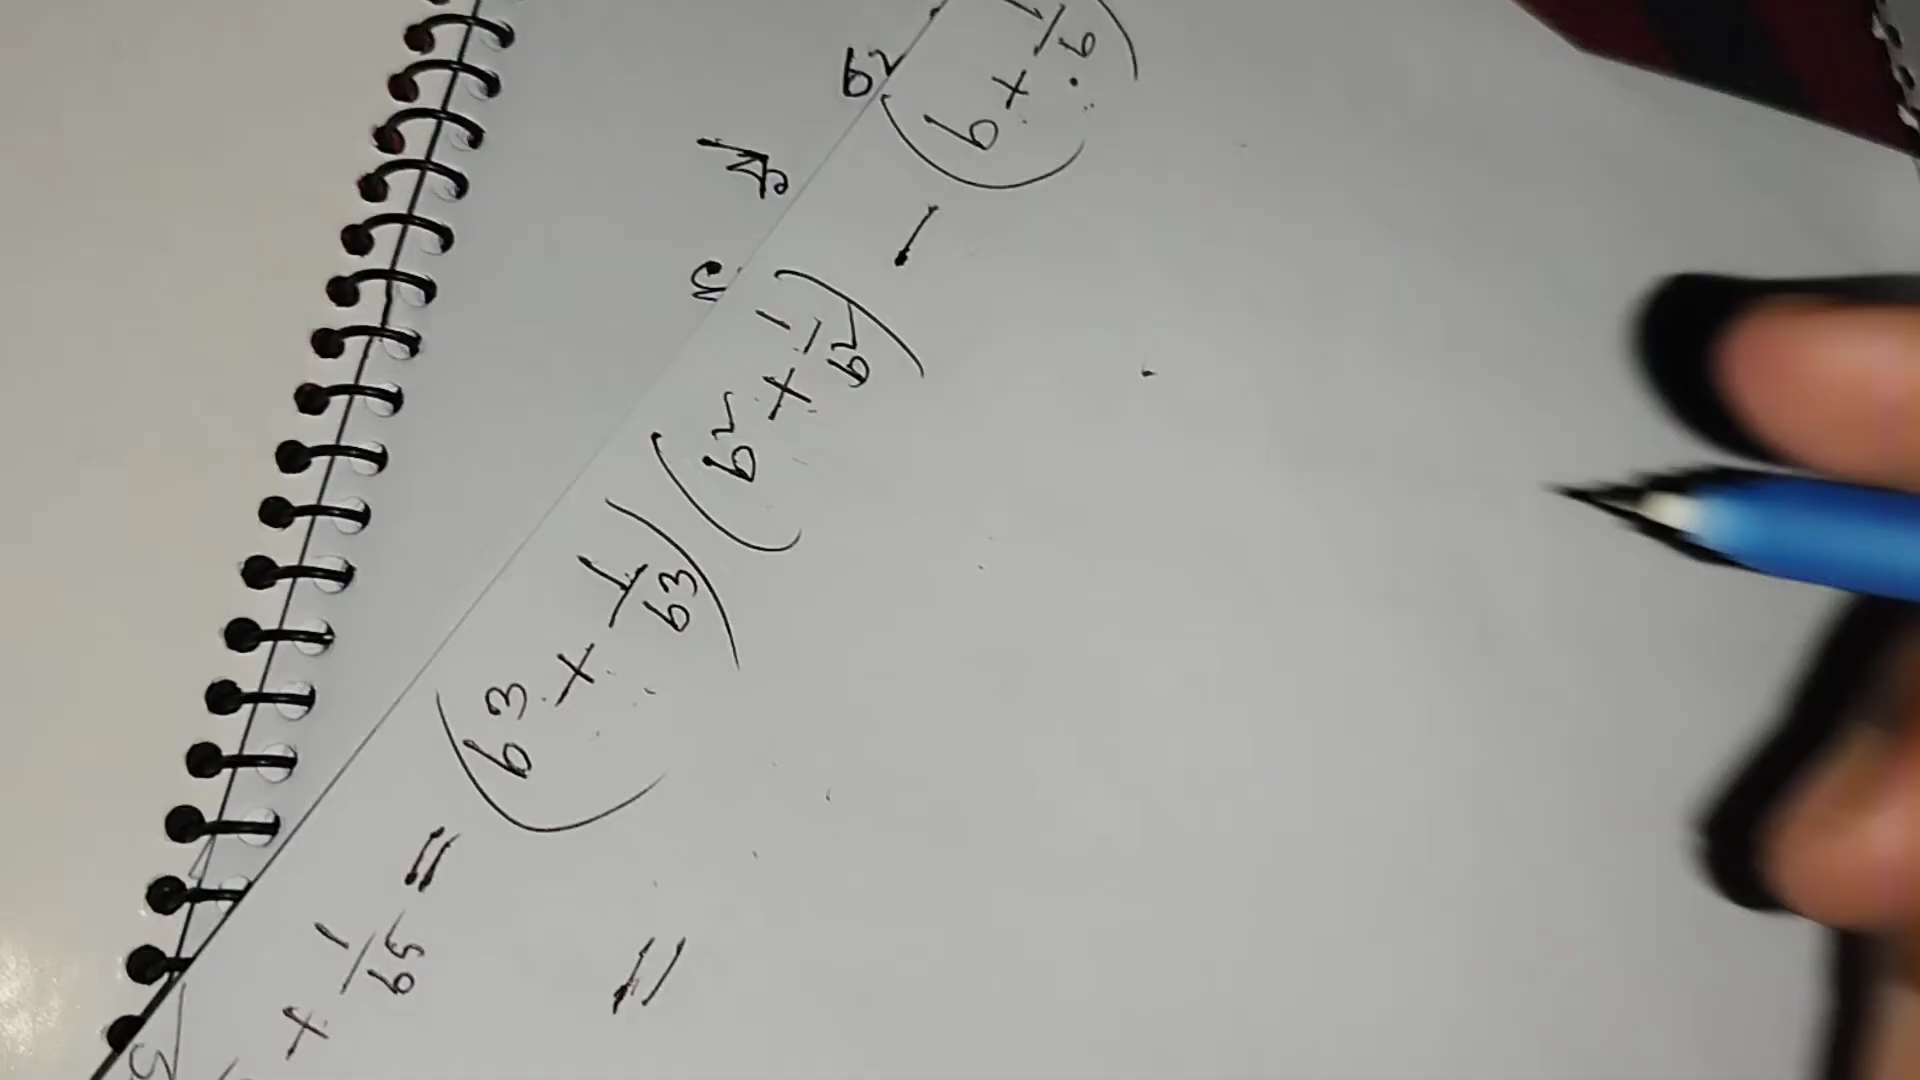 + 1/b5 = (b3 + 1/b3) (b2 + 1/b2) - (b + 1/b)
=